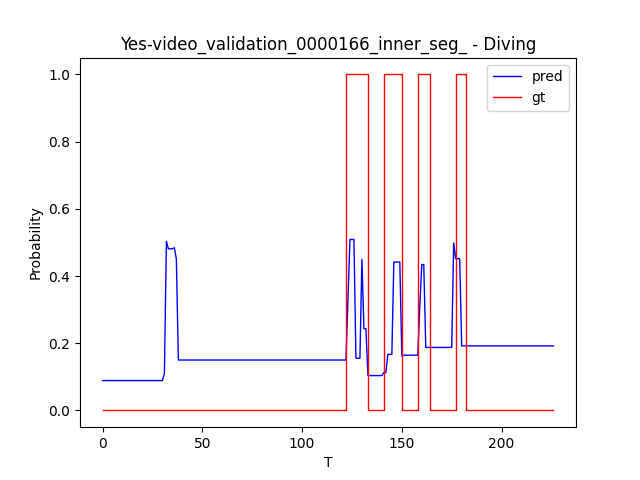 Yes-video_validation_0000166_inner_seg_ - Diving
pred
gt
1.0
0.8
0.6
0.4
0.2
0.0
Probability
0
50
100
150
200
T